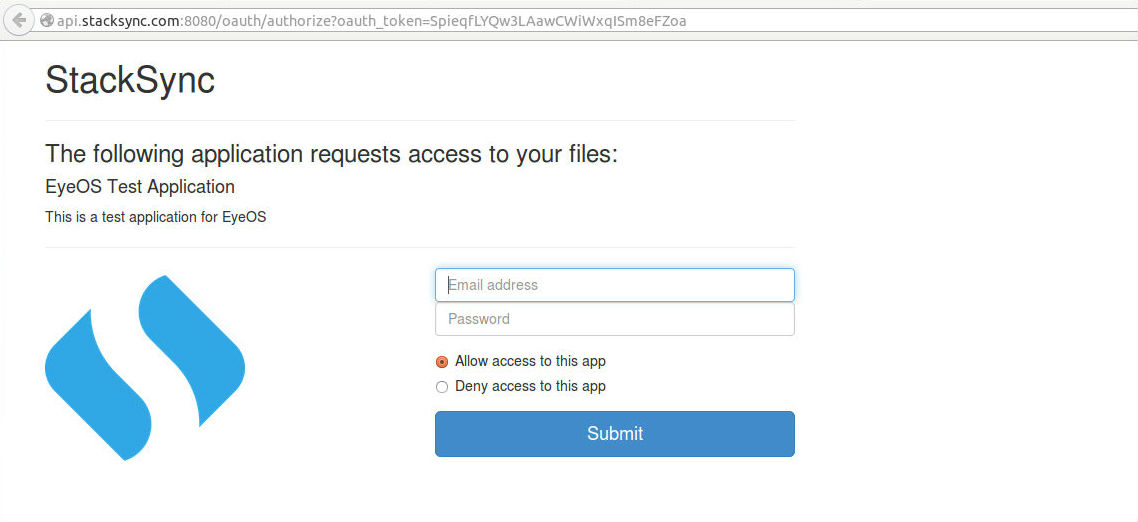 api.stacksync.com:8080/oauth/authorize?oauth_token=SpieqfLYQw3LAawCWiWxqISm8eFZoa
StackSync
The following application requests access to your files:
EyeOS Test Application
This is a test application for EyeOS
Email address
Password
Allow access to this app
Deny access to this app
Submit